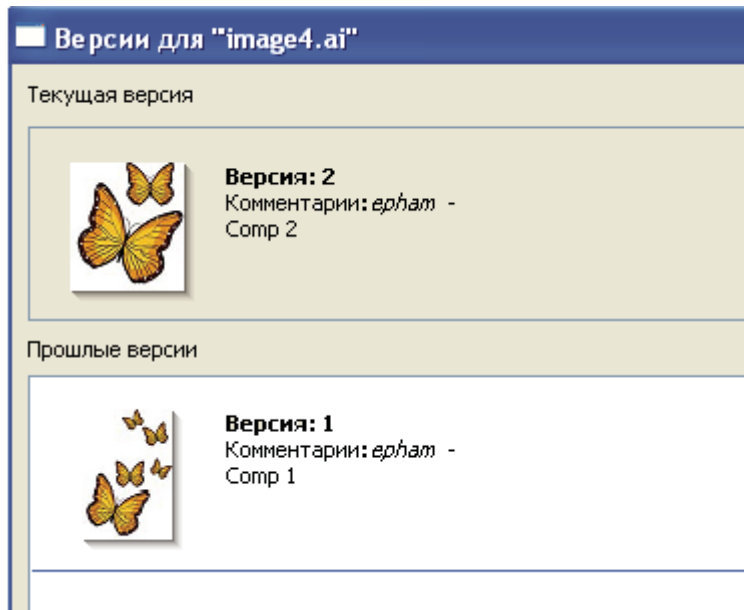 Версии для "image4.ai"
Текущая версия
Версия: 2
Комментарии: epham -
Comp 2
Прошлые версии
Версия: 1
Комментарии: epham -
Comp 1